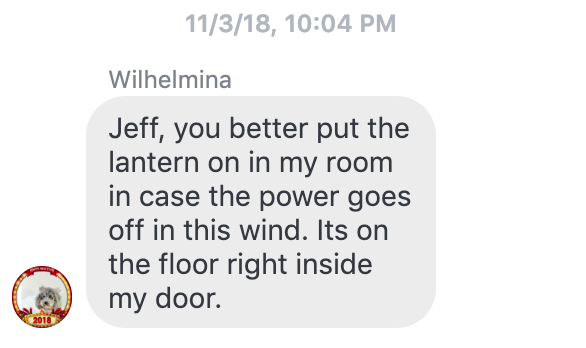 11/3/18, 10:04 PM
Wilhelmina
Jeff, you better put the
lantern on in my room
in case the power goes
off in this wind. Its on
the floor right inside
my door.
2018